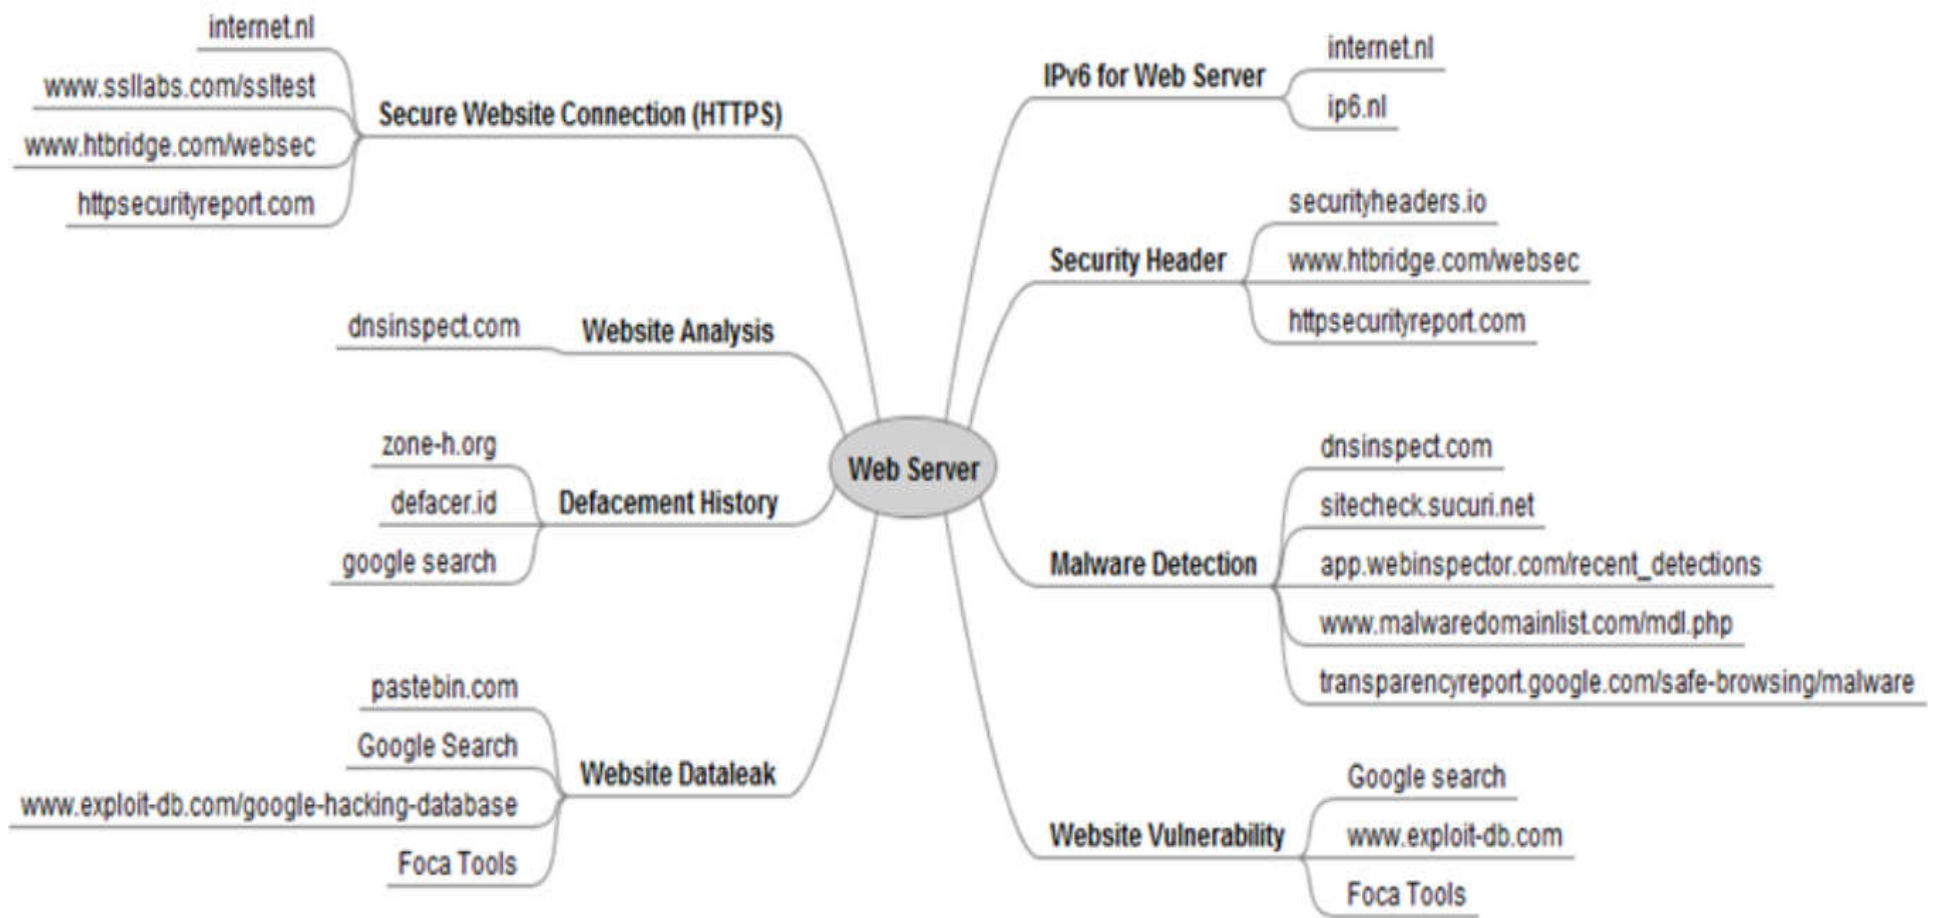 internet.nl
www.ssllabs.com/ssltest
www.htbridge.com/websec
httpsecurityreport.com
Secure Website Connection (HTTPS)
dnsinspect.com
Website Analysis
zone-h.org
defacer.id
google search
Defacement History
pastebin.com
Google Search
www.exploit-db.com/google-hacking-database
Foca Tools
Website Dataleak
Web Server
IPv6 for Web Server
internet.nl
ip6.nl
Security Header
securityheaders.io
www.htbridge.com/websec
httpsecurityreport.com
Malware Detection
dnsinspect.com
sitecheck.sucuri.net
app.webinspector.com/recent_detections
www.malwaredomainlist.com/mdl.php
transparencyreport.google.com/safe-browsing/malware
Website Vulnerability
Google search
www.exploit-db.com
Foca Tools